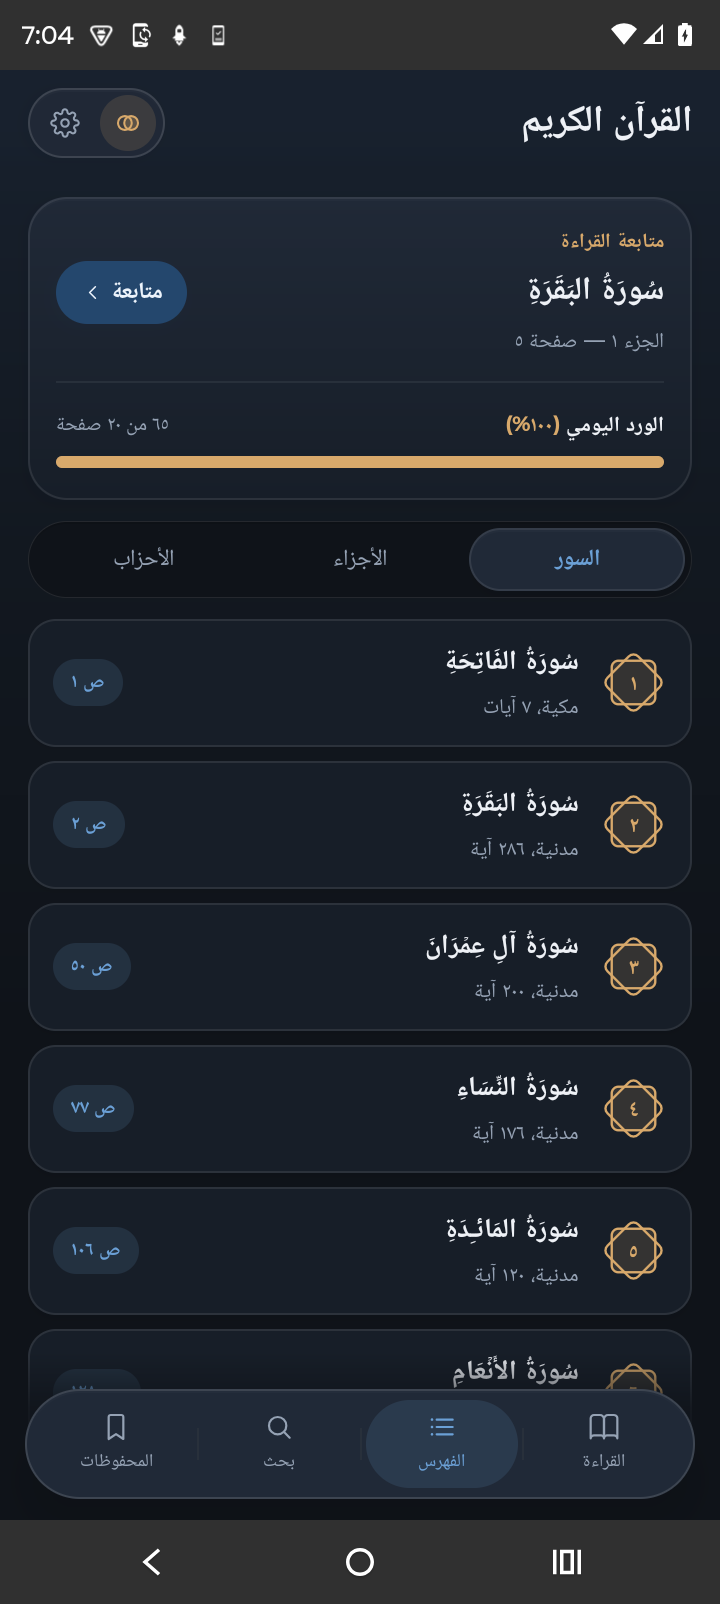 7:04
القرآن الكريم
متابعة القراءة
سُورَةُ البَقَرَةِ
متابعة
الجزء ١ — صفحة ٥
الورد اليومي (١٠٠%)
٦٥ من ٢٠ صفحة
السور
الأجزاء
الأحزاب
١
سُورَةُ الفَاتِحَةِ
مكية، ٧ آيات
ص ١
٢
سُورَةُ البَقَرَةِ
مدنية، ٢٨٦ آية
ص ٢
٣
سُورَةُ آلِ عِمۡرَانَ
مدنية، ٢٠٠ آية
ص ٥٠
٤
سُورَةُ النِّسَاءِ
مدنية، ١٧٦ آية
ص ٧٧
٥
سُورَةُ المَائـِدَةِ
مدنية، ١٢٠ آية
ص ١٠٦
سُورَةُ الأَنۡعَامِ
القراءة
الفهرس
بحث
المحفوظات